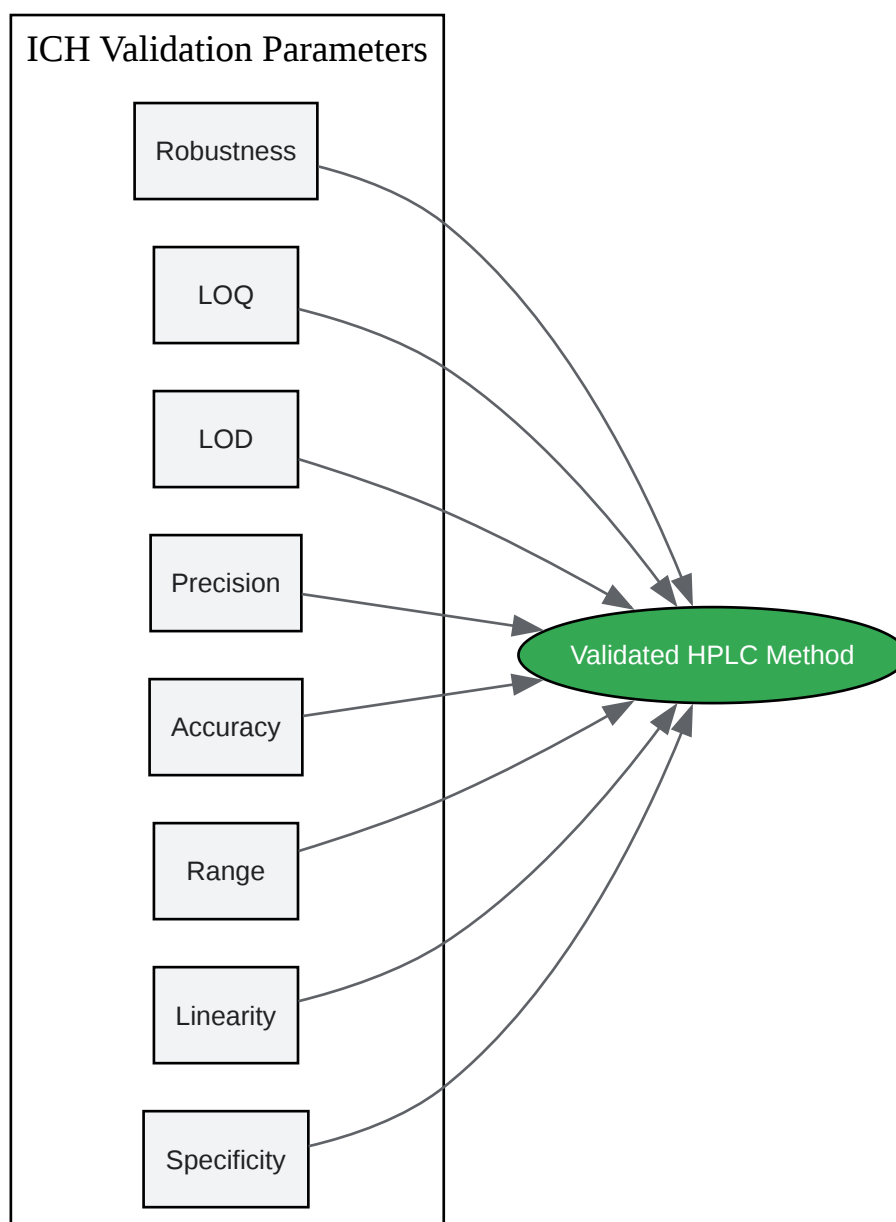 ICH Validation Parameters
Robustness
LOQ
LOD
Precision
Validated HPLC Method
Accuracy
Range
Linearity
Specificity